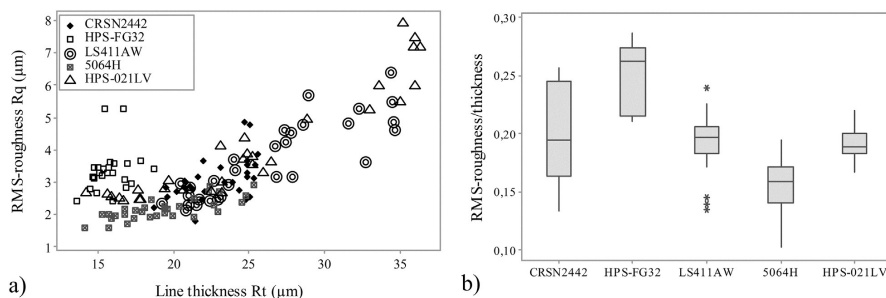 a)
RMS-roughness Rq (μm)
8
7
6
5
4
3
2
1
CRSN2442
HPS-FG32
LS411AW
5064H
HPS-021LV
15
20
25
30
35
Line thickness Rt (μm)
b)
RMS-roughness/thickness
0,30
0,25
0,20
0,15
0,10
CRSN2442
HPS-FG32
LS411AW
5064H
HPS-021LV